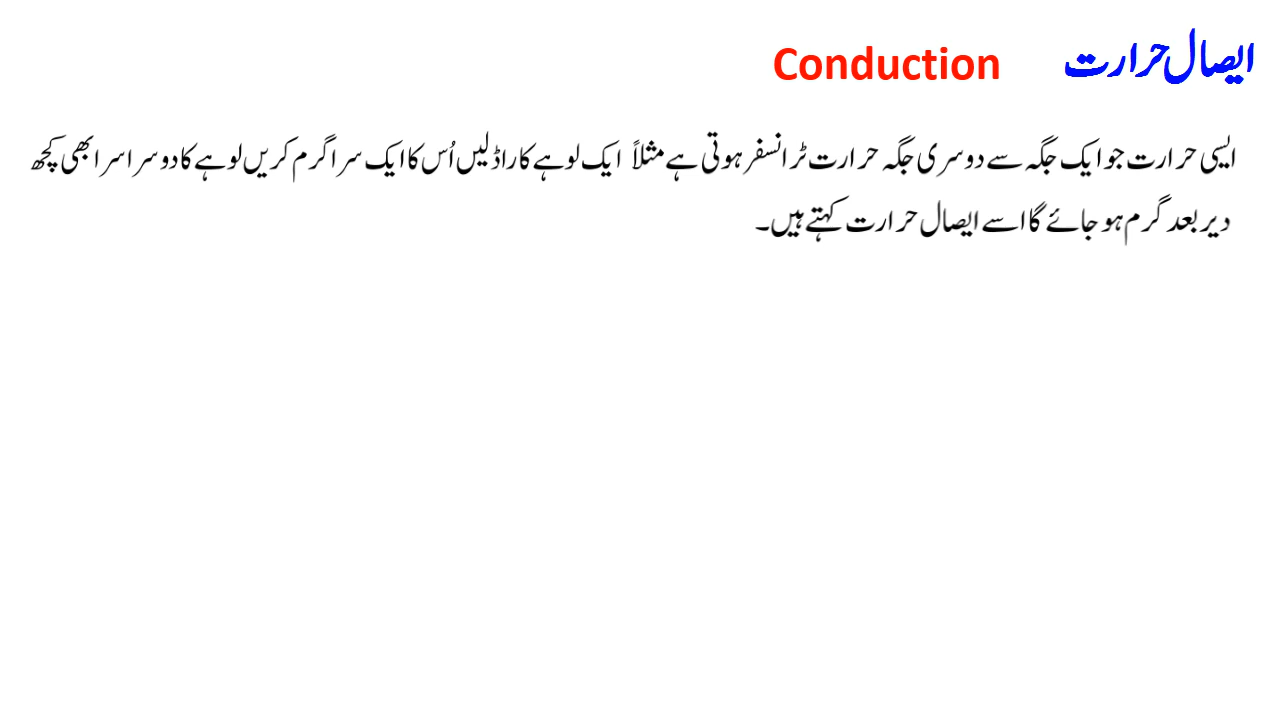 ایصال حرارت Conduction
ایسی حرارت جو ایک جگہ سے دوسری جگہ حرارت ٹرانسفر ہوتی ہے مثلاً ایک لوہے کا راڈ لیں اُس کا ایک سرا گرم کریں لوہے کا دوسرا سرا بھی کچھ
دیر بعد گرم ہو جائے گا اسے ایصال حرارت کہتے ہیں۔